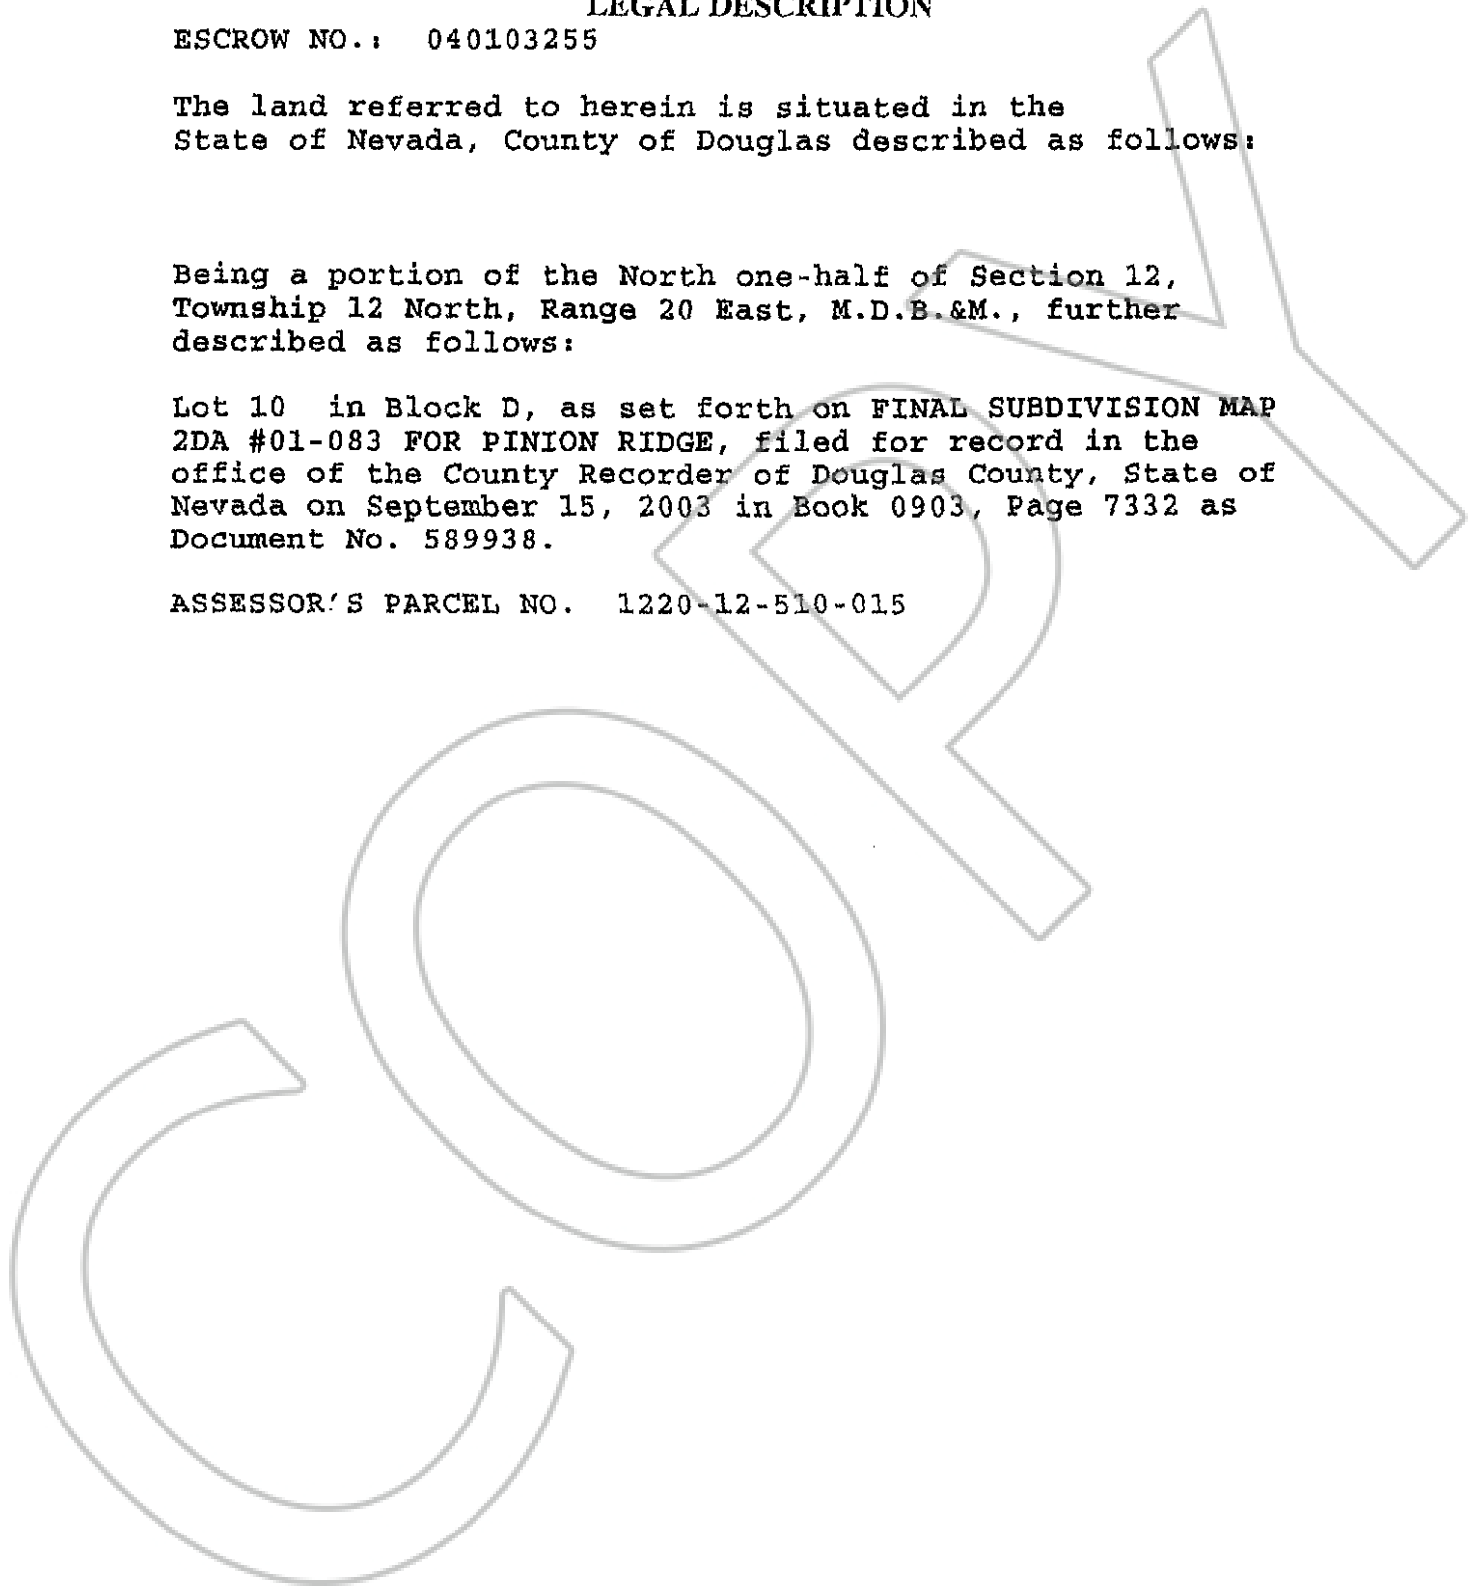 LEGAL DESCRIPTION
ESCROW NO.: 040103255
The land referred to herein is situated in the
State of Nevada, County of Douglas described as follows:
Being a portion of the North one-half of Section 12,
Township 12 North, Range 20 East, M.D.B.&M., further
described as follows:
Lot 10 in Block D, as set forth on FINAL SUBDIVISION MAP
2DA #01-083 FOR PINION RIDGE, filed for record in the
office of the County Recorder of Douglas County, State of
Nevada on September 15, 2003 in Book 0903, Page 7332 as
Document No. 589938.
ASSESSOR'S PARCEL NO. 1220-12-510-015
COPY